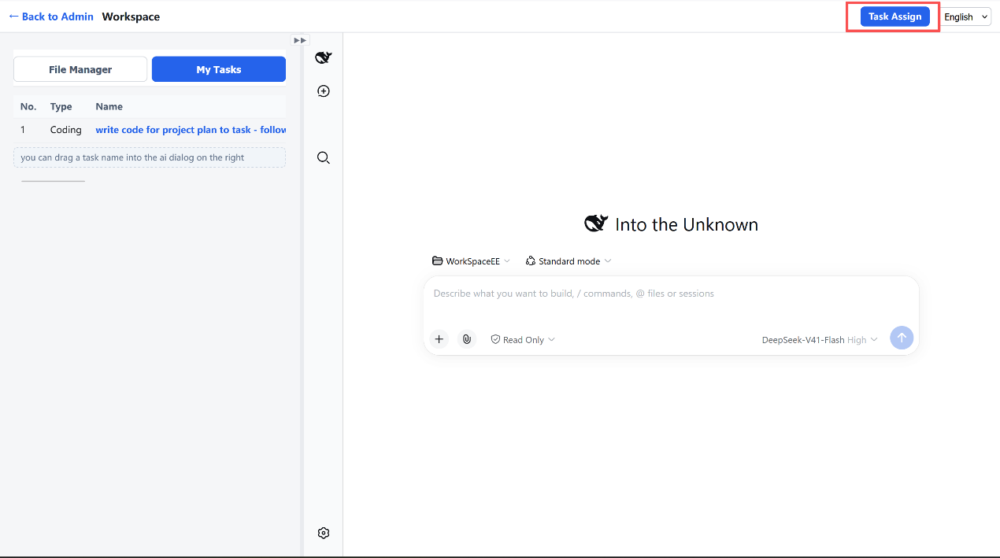 ← Back to Admin Workspace
Task Assign
English
File Manager
My Tasks
No. Type Name
1 Coding write code for project plan to task - follow
you can drag a task name into the ai dialog on the right
Into the Unknown
WorkSpaceEE
Standard mode
Describe what you want to build, / commands, @ files or sessions
Read Only
DeepSeek-V41-Flash High